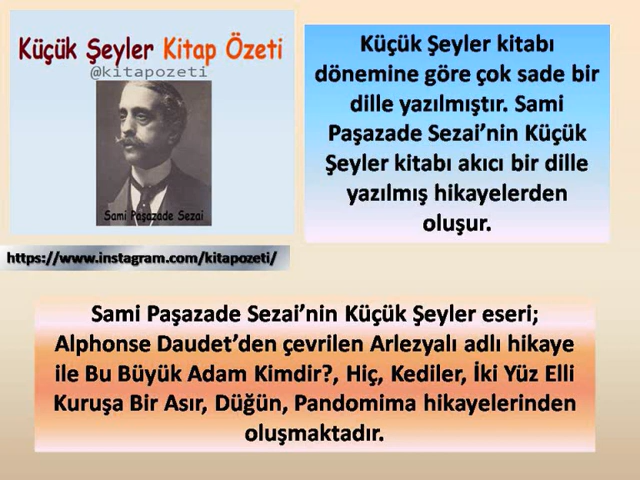 Küçük Şeyler Kitap Özeti
@kitapozeti
Sami Paşazade Sezai
https://www.instagram.com/kitapozeti/
Küçük Şeyler kitabı
dönemine göre çok sade bir
dille yazılmıştır. Sami
Paşazade Sezai’nin Küçük
Şeyler kitabı akıcı bir dille
yazılmış hikayelerden
oluşur.
Sami Paşazade Sezai’nin Küçük Şeyler eseri;
Alphonse Daudet’den çevrilen Arlezyalı adlı hikaye
ile Bu Büyük Adam Kimdir?, Hiç, Kediler, İki Yüz Elli
Kuruşa Bir Asır, Düğün, Pandomima hikayelerinden
oluşmaktadır.